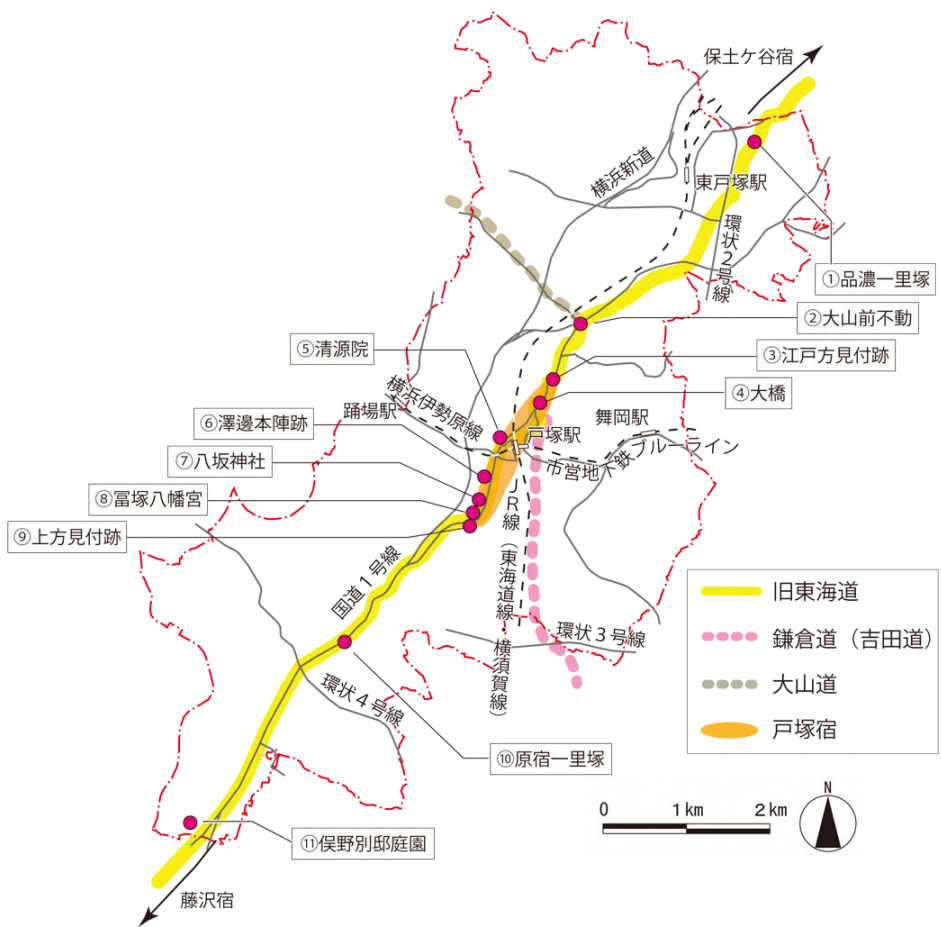 保土ケ谷宿
横浜新道
東戸塚駅
環状2号線
①品濃一里塚
②大山前不動
③江戸方見付跡
④大橋
⑤清源院
横浜伊勢原線
踊場駅
⑥澤邊本陣跡
舞岡駅
戸塚駅
市営地下鉄ブルーライン
⑦八坂神社
⑧冨塚八幡宮
⑨上方見付跡
JR線（東海道線・横須賀線）
国道1号線
環状3号線
環状4号線
⑩原宿一里塚
⑪俣野別邸庭園
藤沢宿
旧東海道
鎌倉道（吉田道）
大山道
戸塚宿
0 1km 2km
N